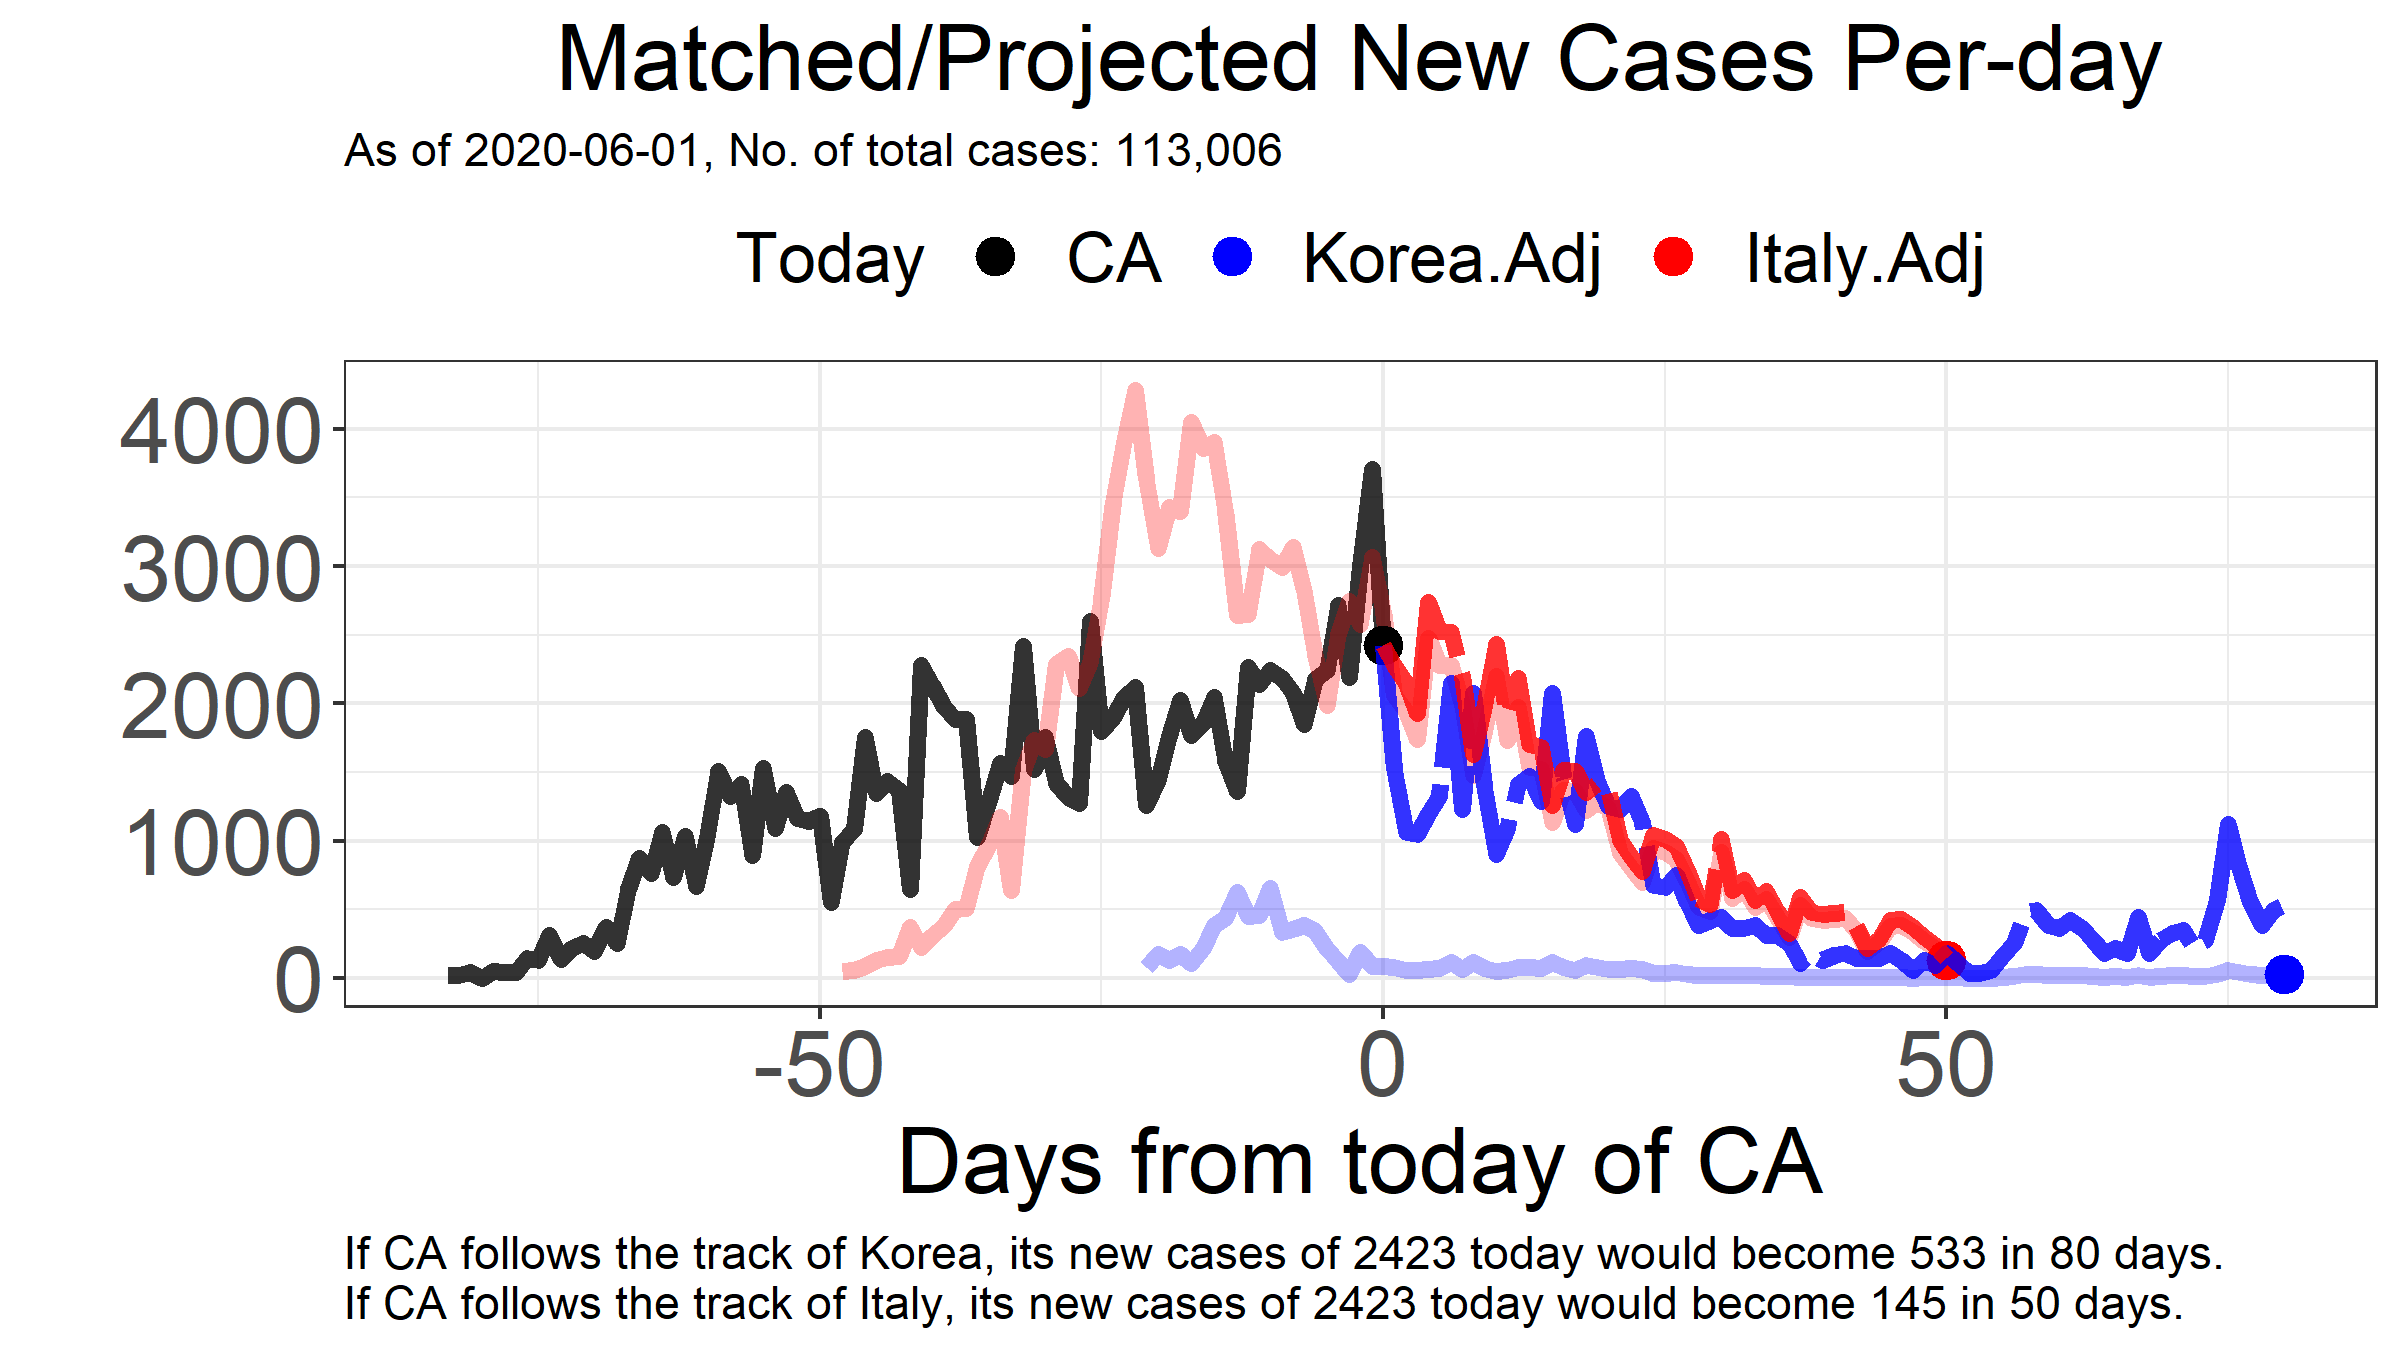 Matched/Projected New Cases Per-day
As of 2020-06-01, No. of total cases: 113,006
Today CA Korea.Adj Italy.Adj
4000
3000
2000
1000
0
-50 0 50
Days from today of CA
If CA follows the track of Korea, its new cases of 2423 today would become 533 in 80 days.
If CA follows the track of Italy, its new cases of 2423 today would become 145 in 50 days.